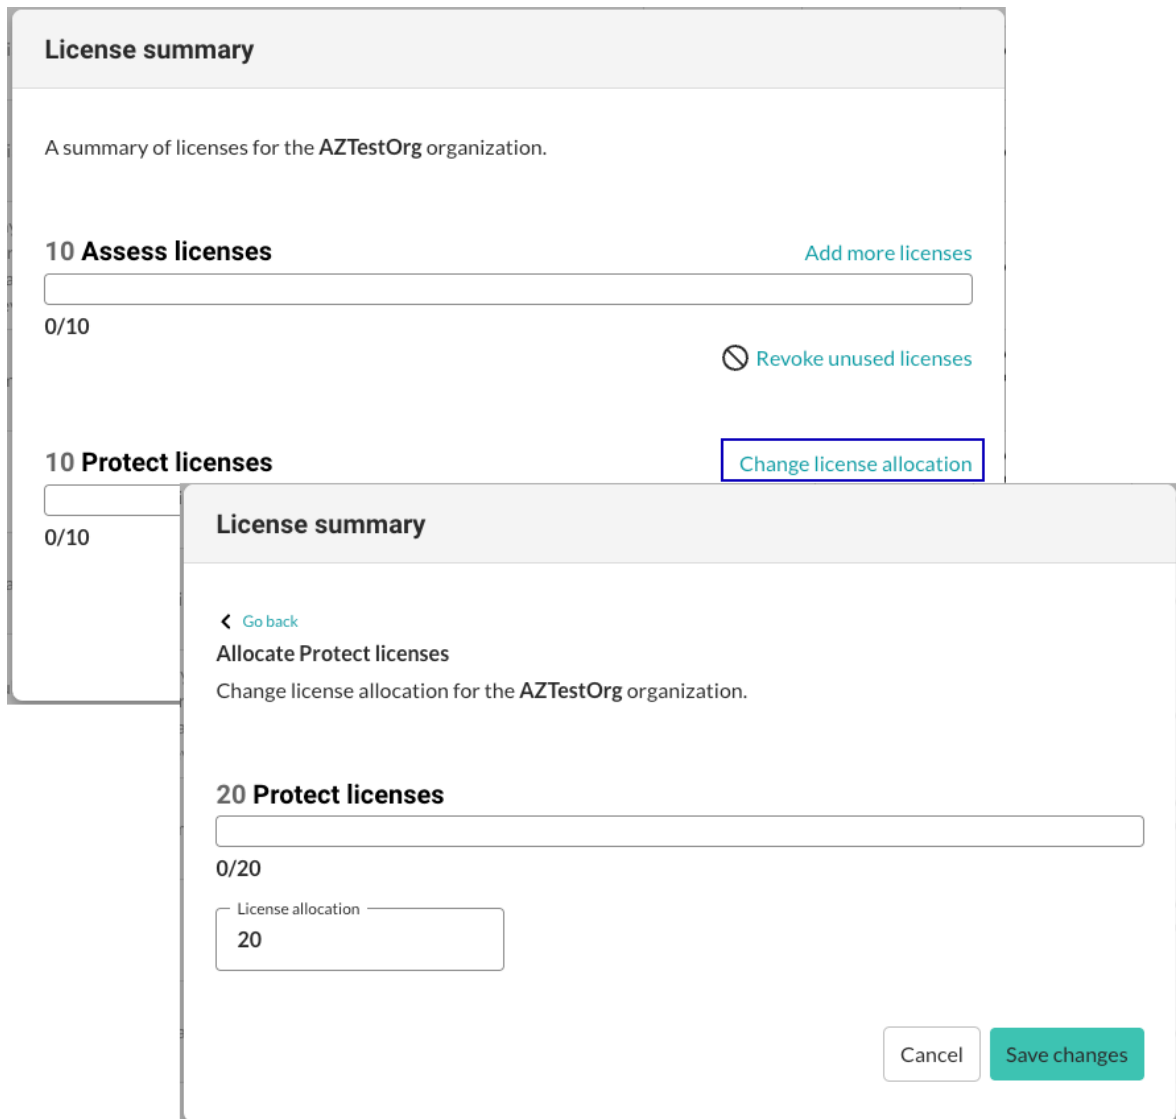 License summary
A summary of licenses for the AZTestOrg organization.
10 Assess licenses
Add more licenses
0/10
Revoke unused licenses
10 Protect licenses
Change license allocation
0/10
License summary
Go back
Allocate Protect licenses
Change license allocation for the AZTestOrg organization.
20 Protect licenses
0/20
License allocation
20
Cancel
Save changes